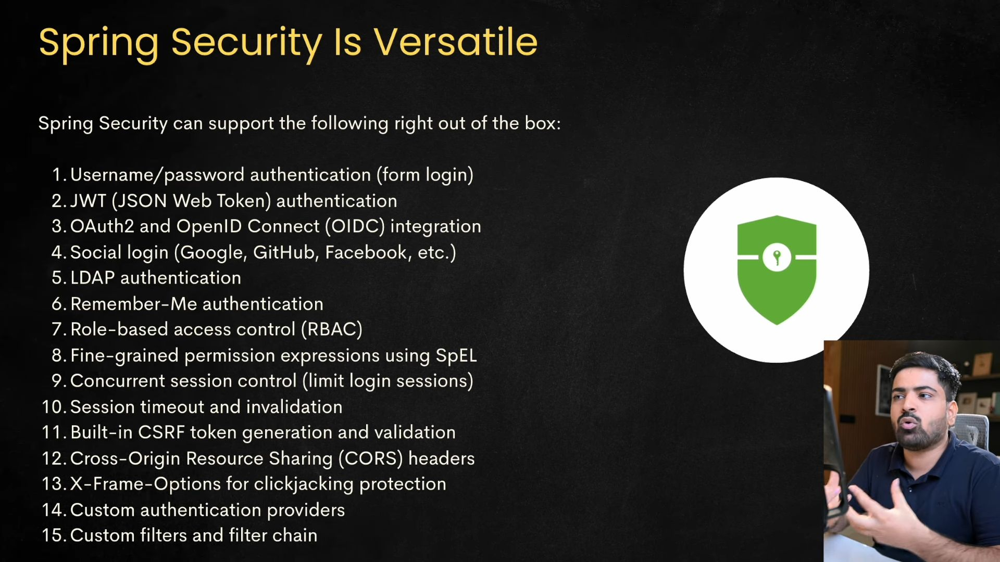 Spring Security Is Versatile
Spring Security can support the following right out of the box:
1. Username/password authentication (form login)
2. JWT (JSON Web Token) authentication
3. OAuth2 and OpenID Connect (OIDC) integration
4. Social login (Google, GitHub, Facebook, etc.)
5. LDAP authentication
6. Remember-Me authentication
7. Role-based access control (RBAC)
8. Fine-grained permission expressions using SpEL
9. Concurrent session control (limit login sessions)
10. Session timeout and invalidation
11. Built-in CSRF token generation and validation
12. Cross-Origin Resource Sharing (CORS) headers
13. X-Frame-Options for clickjacking protection
14. Custom authentication providers
15. Custom filters and filter chain